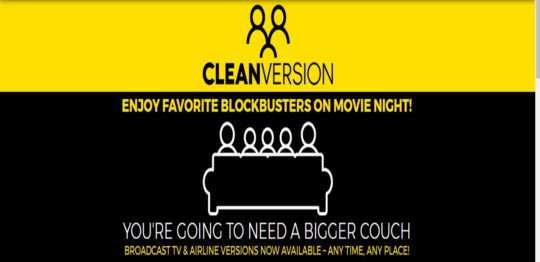 CLEANVERSION
ENJOY FAVORITE BLOCKBUSTERS ON MOVIE NIGHT!
YOU'RE GOING TO NEED A BIGGER COUCH
BROADCAST TV & AIRLINE VERSIONS NOW AVAILABLE – ANY TIME, ANY PLACE!